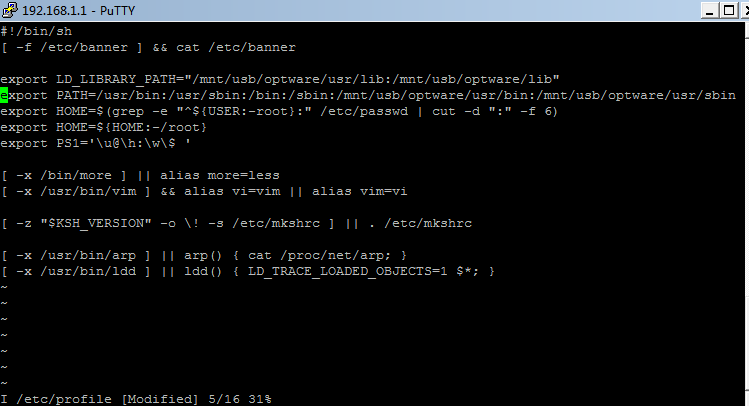 192.168.1.1 - PuTTY
#!/bin/sh
[ -f /etc/banner ] && cat /etc/banner

export LD_LIBRARY_PATH="/mnt/usb/optware/usr/lib:/mnt/usb/optware/lib"
export PATH=/usr/bin:/usr/sbin:/bin:/sbin:/mnt/usb/optware/usr/bin:/mnt/usb/optware/usr/sbin
export HOME=$(grep -e "^${USER:-root}:" /etc/passwd | cut -d ":" -f 6)
export HOME=${HOME:-/root}
export PS1='\u@\h:\w\$ '

[ -x /bin/more ] || alias more=less
[ -x /usr/bin/vim ] && alias vi=vim || alias vim=vi

[ -z "$KSH_VERSION" -o \! -s /etc/mkshrc ] || . /etc/mkshrc

[ -x /usr/bin/arp ] || arp() { cat /proc/net/arp; }
[ -x /usr/bin/ldd ] || ldd() { LD_TRACE_LOADED_OBJECTS=1 $*; }
~
~
~
~
~
~
~
I /etc/profile [Modified] 5/16 31%